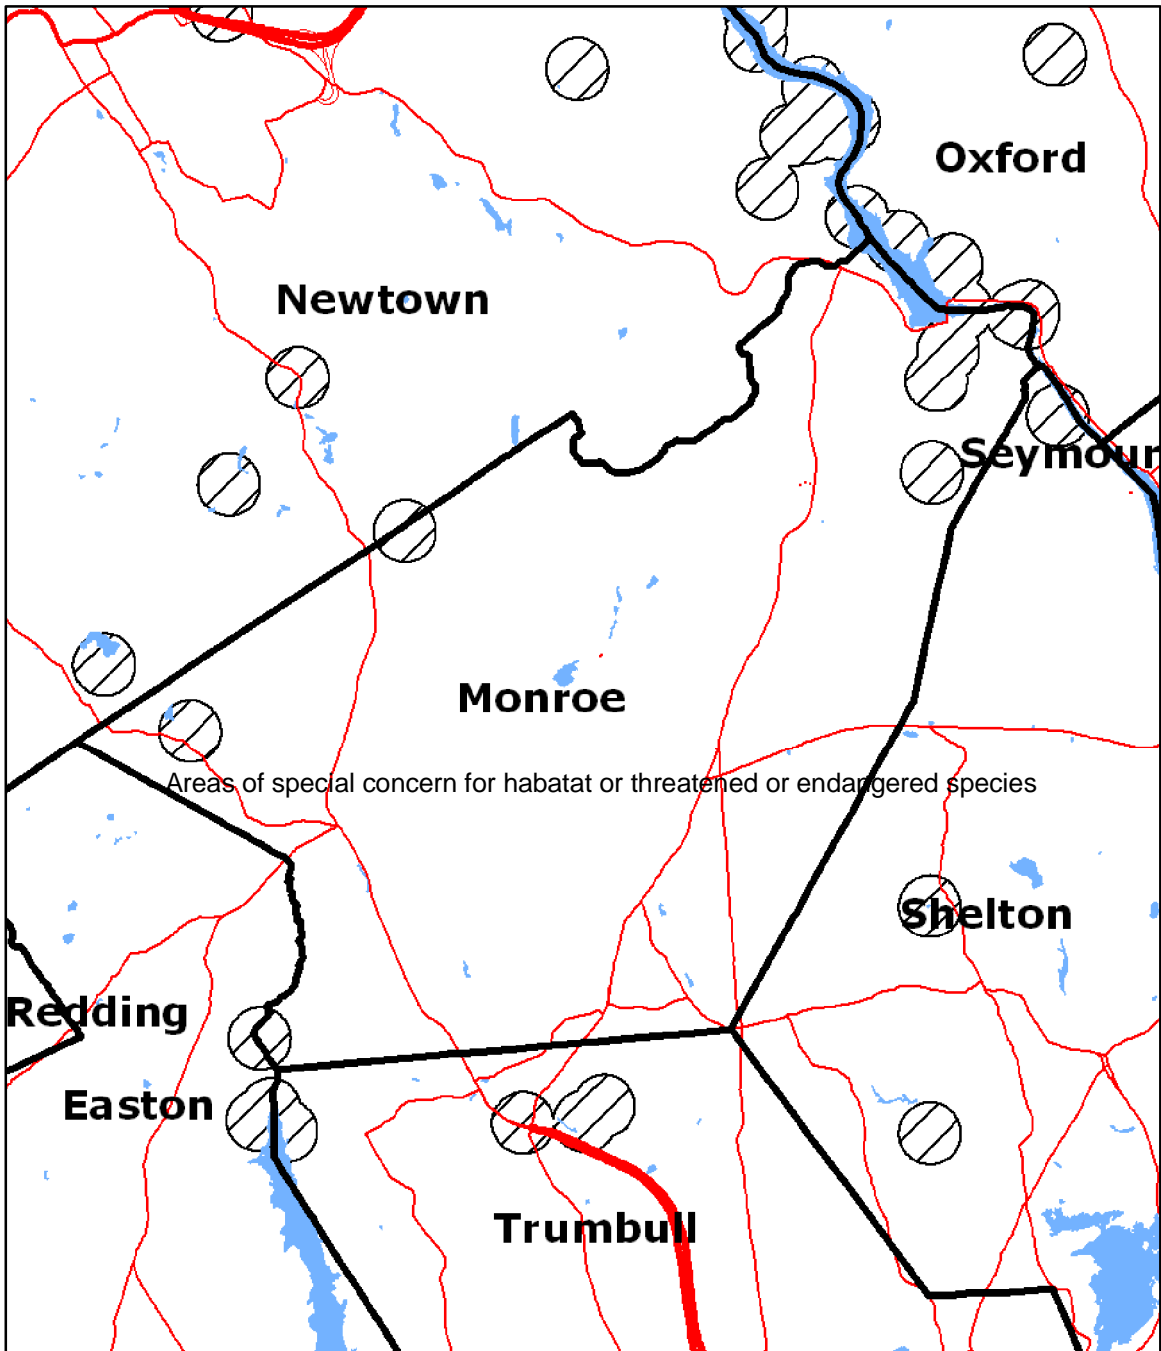 Oxford
Newtown
Seymour
Monroe
Areas of special concern for habatat or threatened or endangered species
Shelton
Redding
Easton
Trumbull